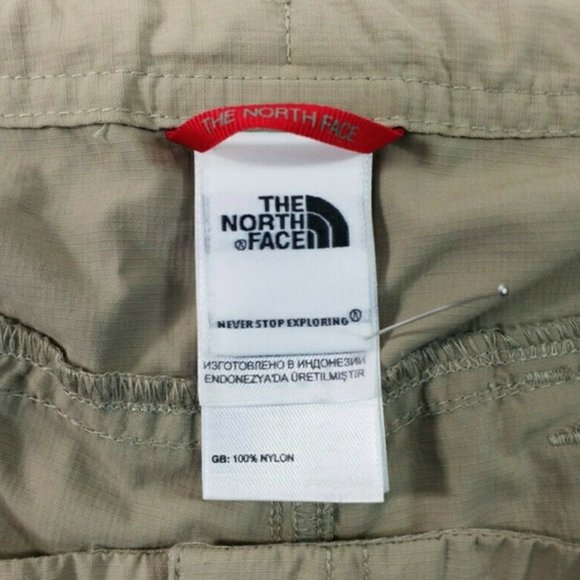 THE NORTH FACE
THE
NORTH
®FACE
NEVER STOP EXPLORING®
ИЗГОТОВЛЕНО В ИНДОНЕЗИИ
ENDONEZYA'DA ÜRETILMIŞTIR
GB: 100% NYLON